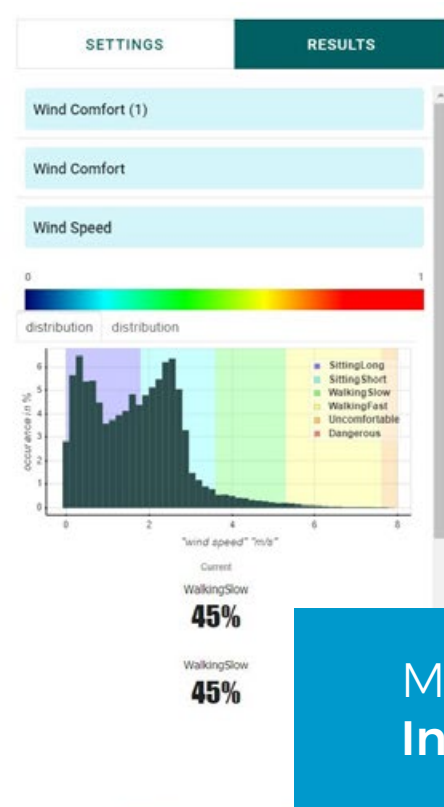 SETTINGS RESULTS
Wind Comfort (1)
Wind Comfort
Wind Speed
0 1
distribution distribution
occurance in %
6
5
4
3
2
1
0
SittingLong
SittingShort
WalkingSlow
WalkingFast
Uncomfortable
Dangerous
0 2 4 6 8
"wind speed" "m/s"
Current
WalkingSlow
45%
WalkingSlow
45%
M
In